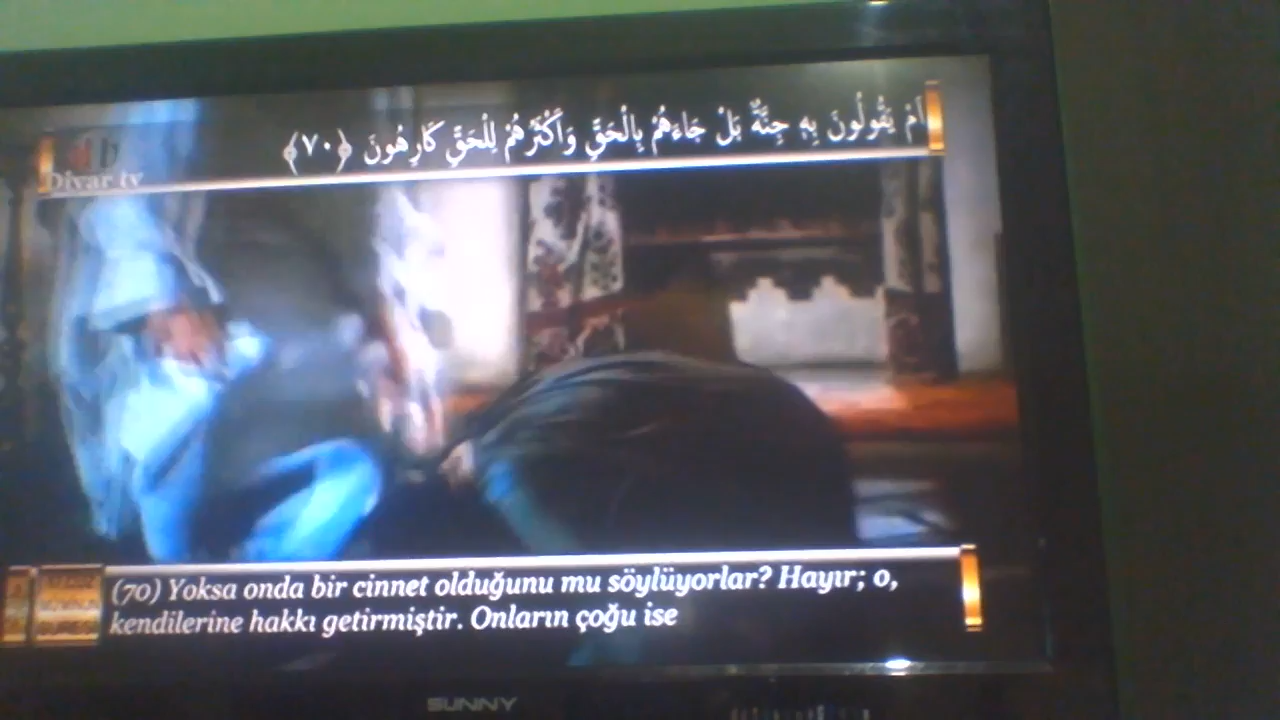 أَمْ يَقُولُونَ بِهِ جِنَّةٌ بَلْ جَاءَهُمْ بِالْحَقِّ وَأَكْثَرُهُمْ لِلْحَقِّ كَارِهُونَ ﴿٧٠﴾
Divar tv
(70) Yoksa onda bir cinnet olduğunu mu söylüyorlar? Hayır; o,
kendilerine hakkı getirmiştir. Onların çoğu ise
SUNNY